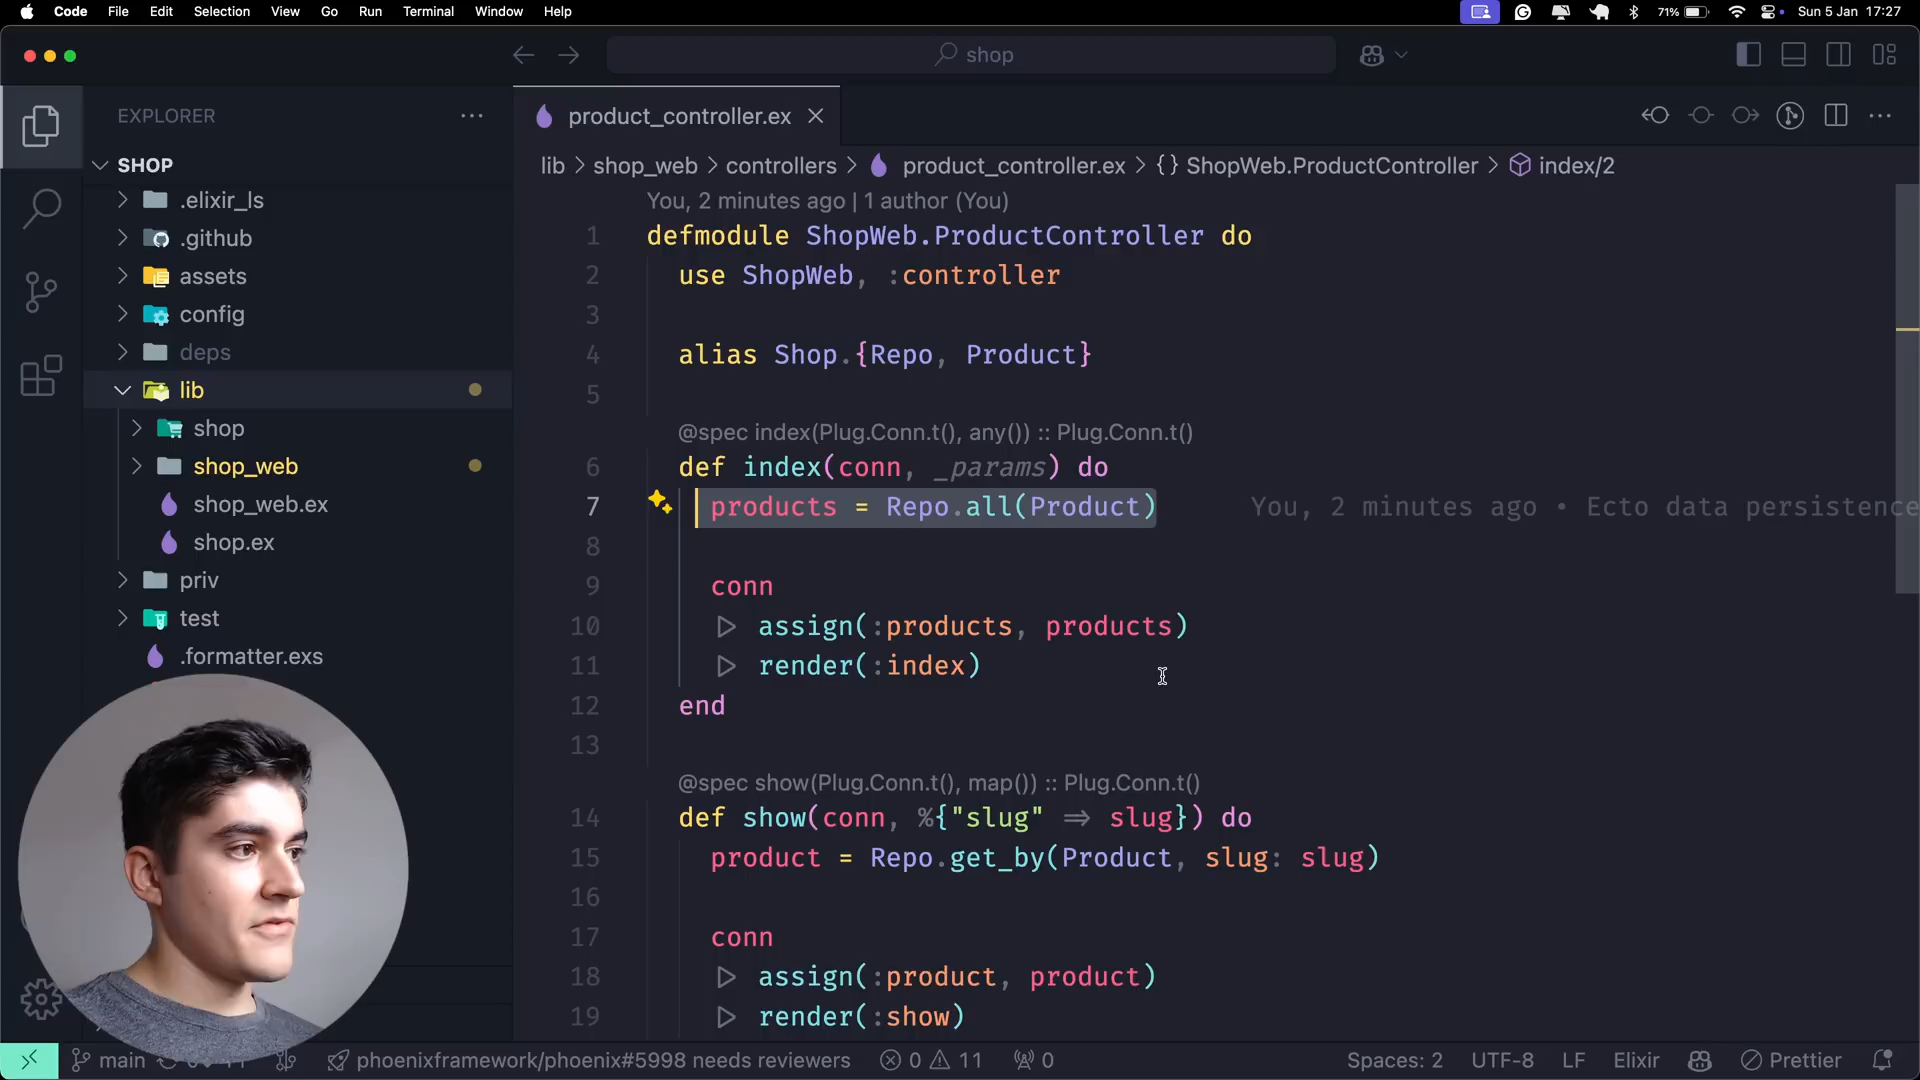 Code File Edit Selection View Go Run Terminal Window Help 71% Sun 5 Jan 17:27
shop
EXPLORER
SHOP
.elixir_ls
.github
assets
config
deps
lib
shop
shop_web
shop_web.ex
shop.ex
priv
test
.formatter.exs
product_controller.ex
lib > shop_web > controllers > product_controller.ex > {} ShopWeb.ProductController > index/2
You, 2 minutes ago | 1 author (You)
1 defmodule ShopWeb.ProductController do
2 use ShopWeb, :controller
3
4 alias Shop.{Repo, Product}
5
@spec index(Plug.Conn.t(), any()) :: Plug.Conn.t()
6 def index(conn, _params) do
7 products = Repo.all(Product) You, 2 minutes ago • Ecto data persistence
8
9 conn
10 |> assign(:products, products)
11 |> render(:index)
12 end
13
@spec show(Plug.Conn.t(), map()) :: Plug.Conn.t()
14 def show(conn, %{"slug" => slug}) do
15 product = Repo.get_by(Product, slug: slug)
16
17 conn
18 |> assign(:product, product)
19 |> render(:show)
main phoenixframework/phoenix#5998 needs reviewers 0 11 0 Spaces: 2 UTF-8 LF Elixir Prettier